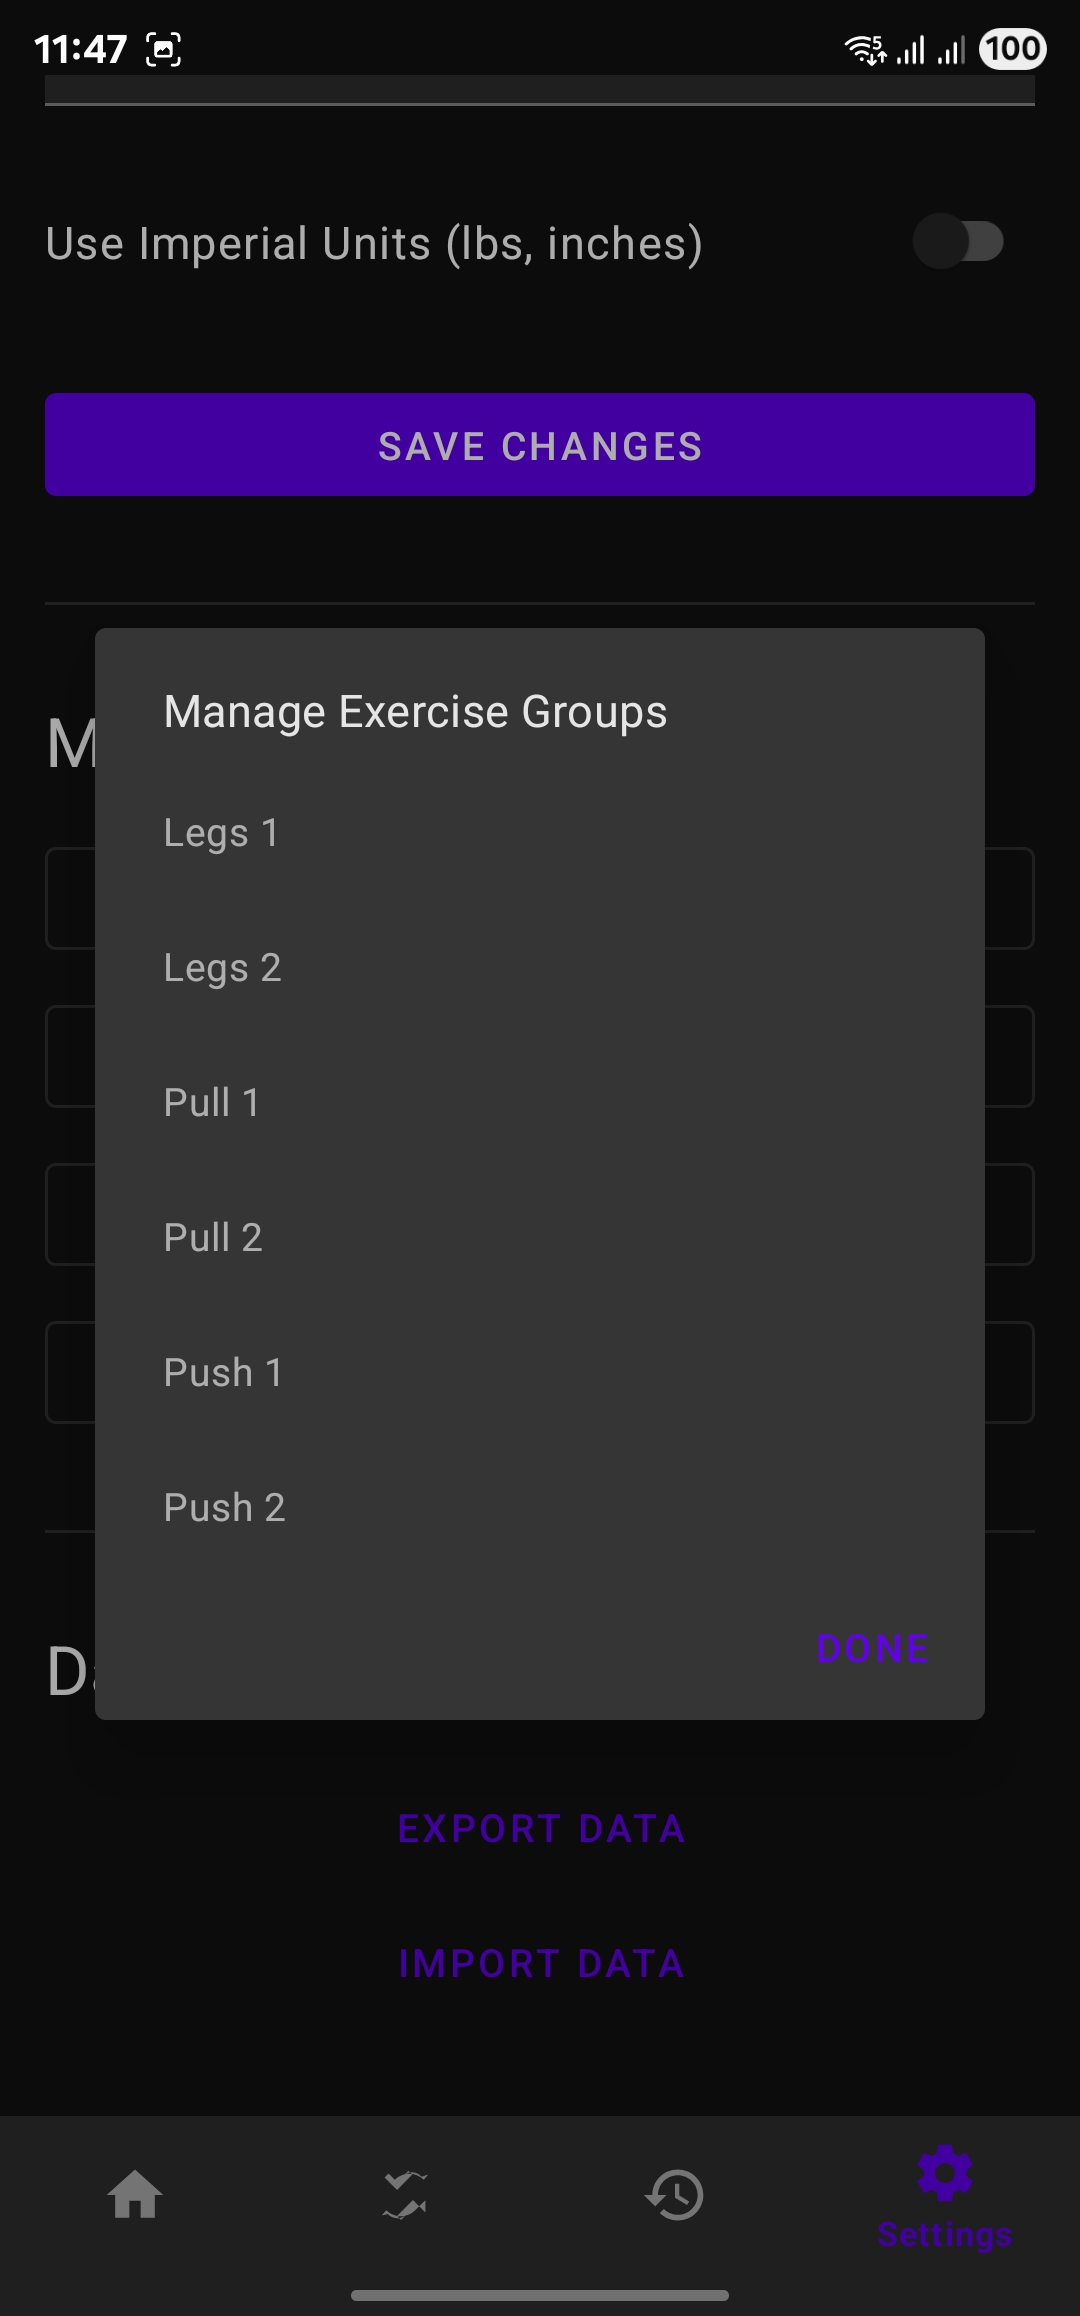 11:47
5
100
Use Imperial Units (lbs, inches)
SAVE CHANGES
Manage Exercise Groups
Legs 1
Legs 2
Pull 1
Pull 2
Push 1
Push 2
DONE
EXPORT DATA
IMPORT DATA
Settings